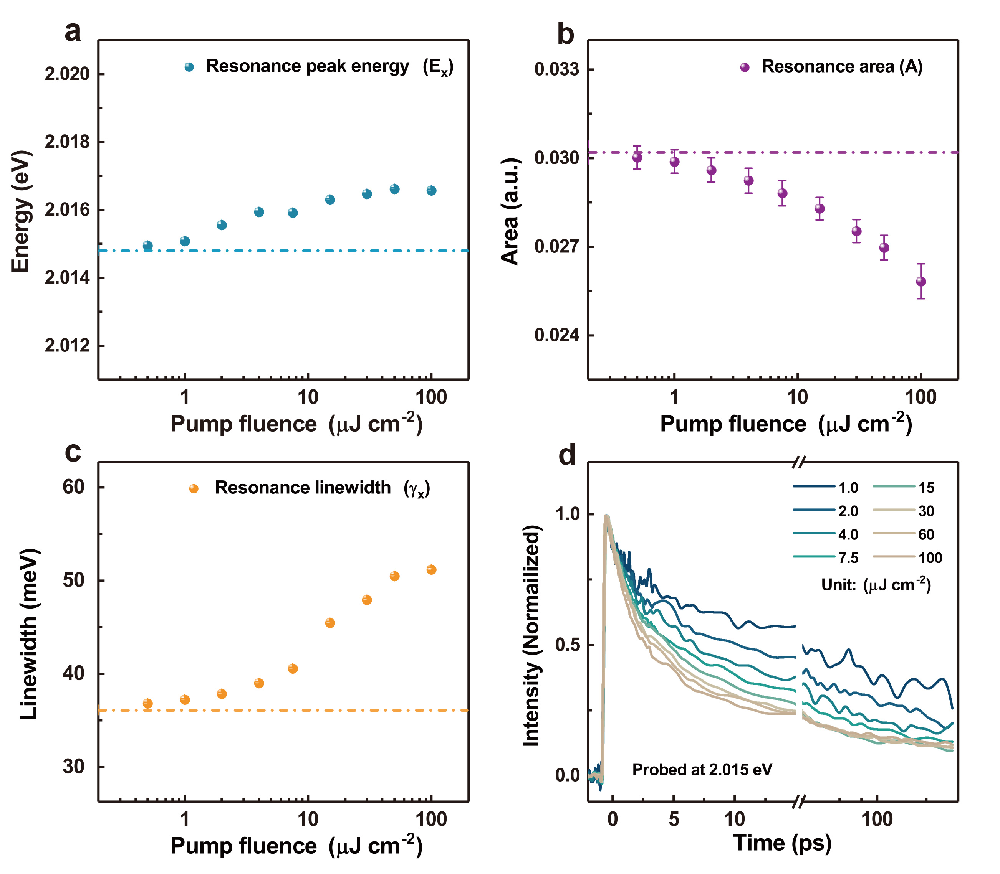 a
Resonance peak energy (Eₓ)
2.020
2.018
2.016
2.014
2.012
Energy (eV)
1 10 100
Pump fluence (μJ cm⁻²)
b
Resonance area (A)
0.033
0.030
0.027
0.024
Area (a.u.)
1 10 100
Pump fluence (μJ cm⁻²)
c
Resonance linewidth (γₓ)
60
50
40
30
Linewidth (meV)
1 10 100
Pump fluence (μJ cm⁻²)
d
1.0 15
2.0 30
4.0 60
7.5 100
Unit: (μJ cm⁻²)
1.0
0.5
0.0
Intensity (Normailized)
Probed at 2.015 eV
0 5 10 100
Time (ps)